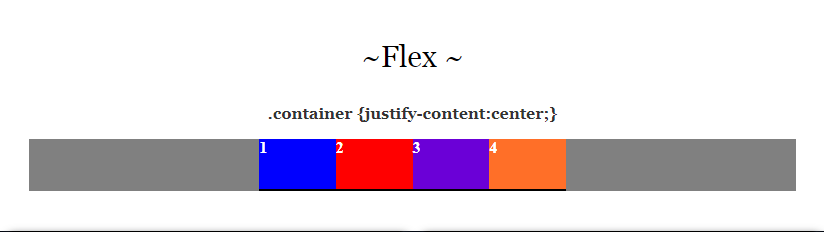 ~Flex ~
.container {justify-content:center;}
1 2 3 4